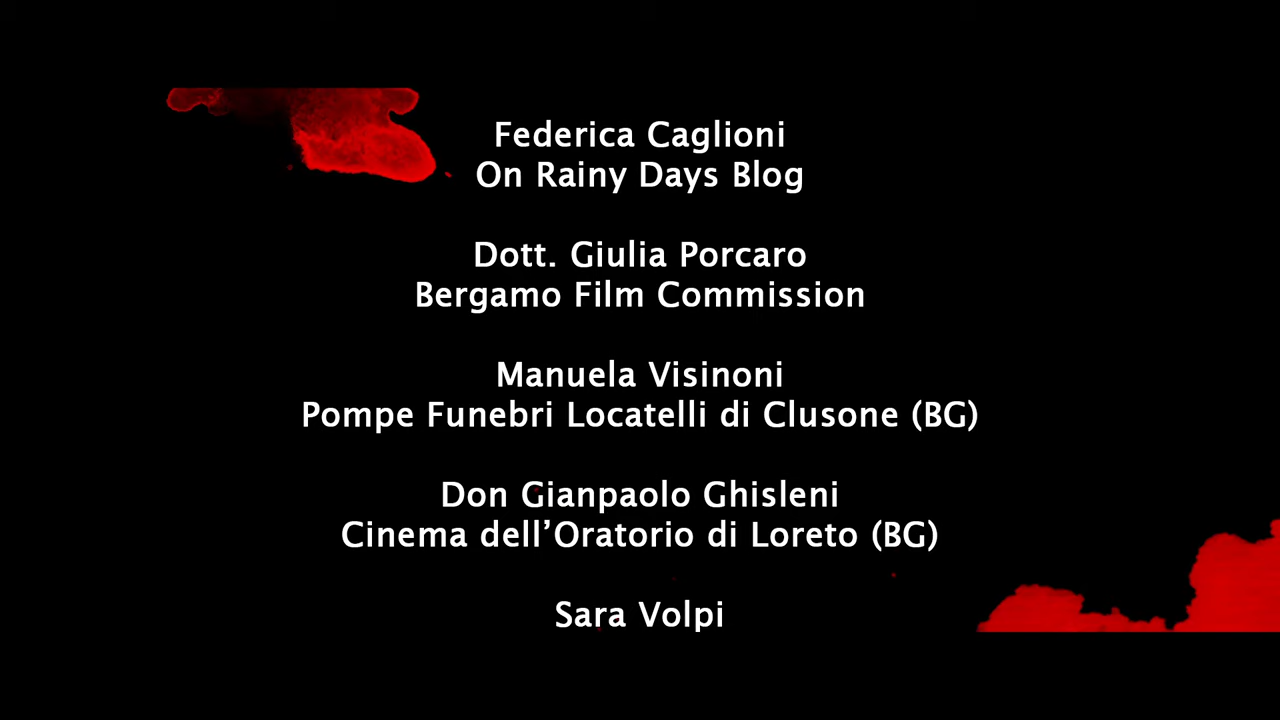 Federica Caglioni
On Rainy Days Blog
Dott. Giulia Porcaro
Bergamo Film Commission
Manuela Visinoni
Pompe Funebri Locatelli di Clusone (BG)
Don Gianpaolo Ghisleni
Cinema dell’Oratorio di Loreto (BG)
Sara Volpi